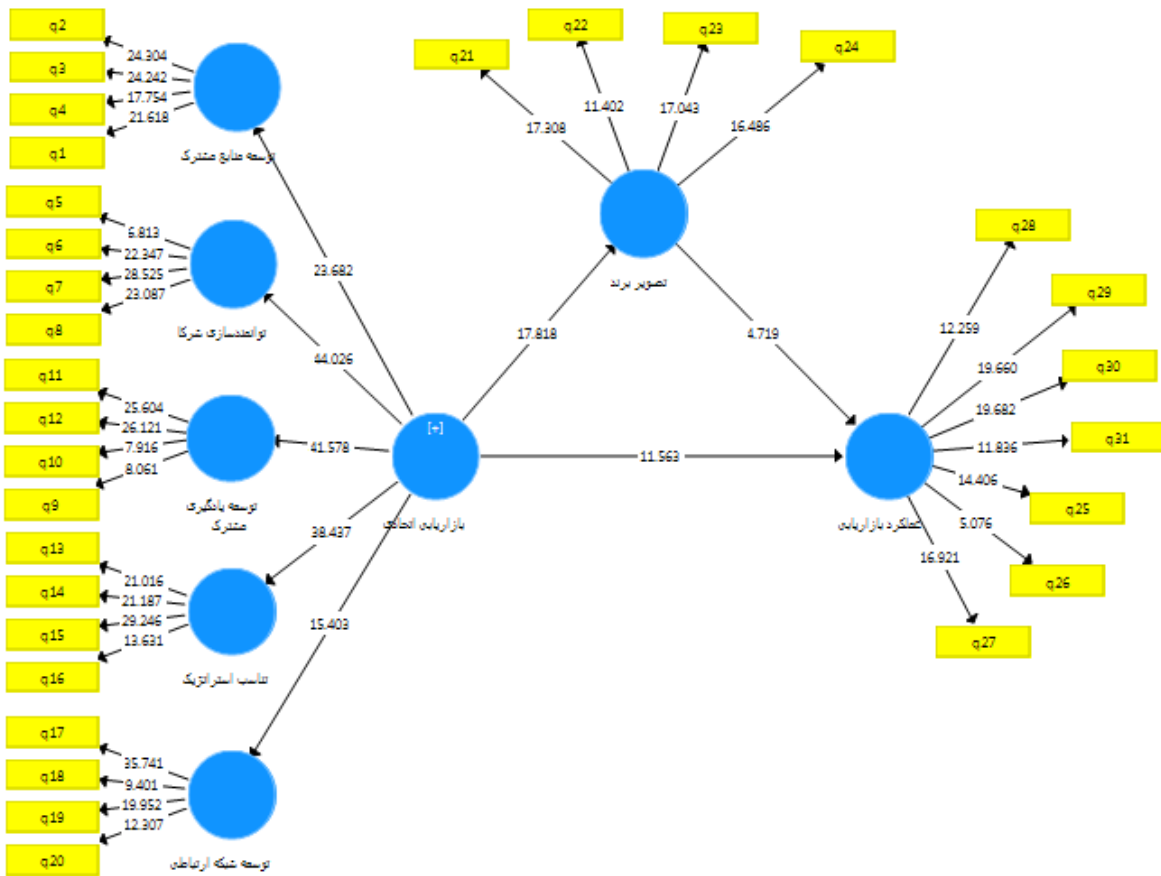 q2
q3
q4
q1
24.304
24.242
17.754
21.618
توسعه منابع مشترک
q5
q6
q7
q8
6.813
22.347
28.525
23.087
توانمندسازی شرکا
q11
q12
q10
q9
25.604
26.121
7.916
8.061
توسعه یادگیری
مشترک
q13
q14
q15
q16
21.016
21.187
29.246
13.631
تناسب استراتژیک
q17
q18
q19
q20
35.741
9.401
19.952
12.307
توسعه شبکه ارتباطی
23.682
44.026
41.578
38.437
15.403
[+]
بازاریابی اتحادی
17.818
11.563
q21
q22
q23
q24
17.308
11.402
17.043
16.486
تصویر برند
4.719
عملکرد بازاریابی
q28
q29
q30
q31
q25
q26
q27
12.259
19.660
19.682
11.836
14.406
5.076
16.921